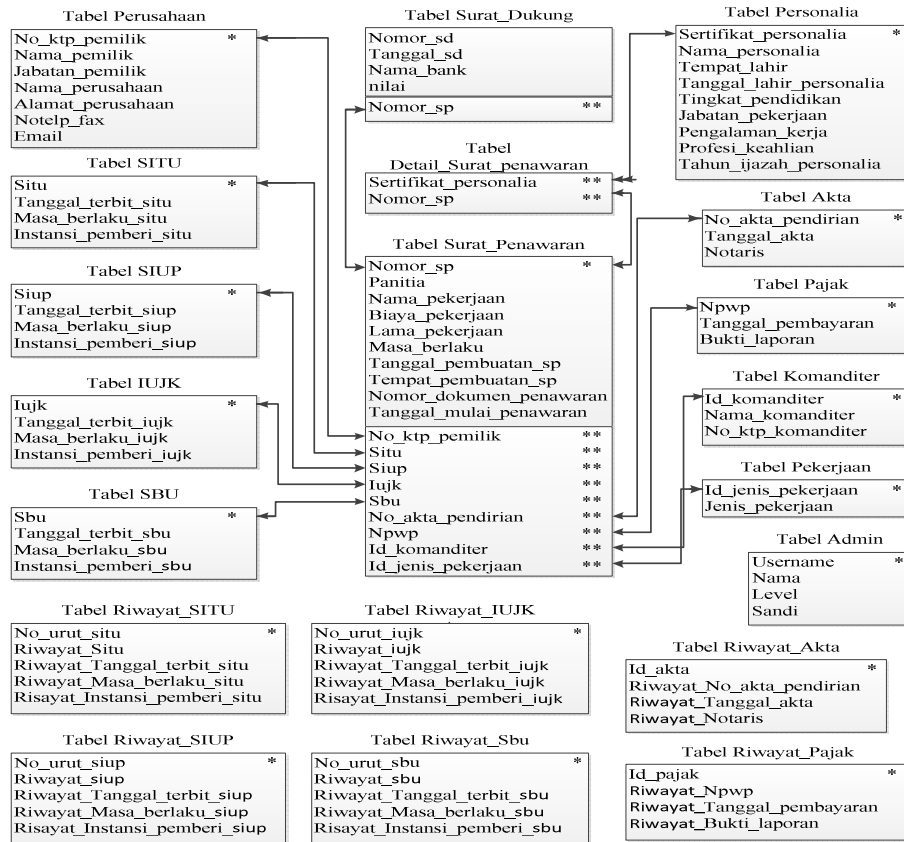 Tabel Perusahaan
No_ktp_pemilik *
Nama_pemilik
Jabatan_pemilik
Nama_perusahaan
Alamat_perusahaan
Notelp_fax
Email
Tabel SITU
Situ *
Tanggal_terbit_situ
Masa_berlaku_situ
Instansi_pemberi_situ
Tabel SIUP
Siup *
Tanggal_terbit_siup
Masa_berlaku_siup
Instansi_pemberi_siup
Tabel IUJK
Iujk *
Tanggal_terbit_iujk
Masa_berlaku_iujk
Instansi_pemberi_iujk
Tabel SBU
Sbu *
Tanggal_terbit_sbu
Masa_berlaku_sbu
Instansi_pemberi_sbu
Tabel Surat_Dukung
Nomor_sd
Tanggal_sd
Nama_bank
nilai
Nomor_sp **
Tabel
Detail_Surat_penawaran
Sertifikat_personalia **
Nomor_sp **
Tabel Surat_Penawaran
Nomor_sp *
Panitia
Nama_pekerjaan
Biaya_pekerjaan
Lama_pekerjaan
Masa_berlaku
Tanggal_pembuatan_sp
Tempat_pembuatan_sp
Nomor_dokumen_penawaran
Tanggal_mulai_penawaran
No_ktp_pemilik **
Situ **
Siup **
Iujk **
Sbu **
No_akta_pendirian **
Npwp **
Id_komanditer **
Id_jenis_pekerjaan **
Tabel Personalia
Sertifikat_personalia *
Nama_personalia
Tempat_lahir
Tanggal_lahir_personalia
Tingkat_pendidikan
Jabatan_pekerjaan
Pengalaman_kerja
Profesi_keahlian
Tahun_ijazah_personalia
Tabel Akta
No_akta_pendirian *
Tanggal_akta
Notaris
Tabel Pajak
Npwp *
Tanggal_pembayaran
Bukti_laporan
Tabel Komanditer
Id_komanditer *
Nama_komanditer
No_ktp_komanditer
Tabel Pekerjaan
Id_jenis_pekerjaan *
Jenis_pekerjaan
Tabel Admin
Username *
Nama
Level
Sandi
Tabel Riwayat_SITU
No_urut_situ *
Riwayat_Situ
Riwayat_Tanggal_terbit_situ
Riwayat_Masa_berlaku_situ
Risayat_Instansi_pemberi_situ
Tabel Riwayat_IUJK
No_urut_iujk *
Riwayat_iujk
Riwayat_Tanggal_terbit_iujk
Riwayat_Masa_berlaku_iujk
Risayat_Instansi_pemberi_iujk
Tabel Riwayat_Akta
Id_akta *
Riwayat_No_akta_pendirian
Riwayat_Tanggal_akta
Riwayat_Notaris
Tabel Riwayat_SIUP
No_urut_siup *
Riwayat_siup
Riwayat_Tanggal_terbit_siup
Riwayat_Masa_berlaku_siup
Risayat_Instansi_pemberi_siup
Tabel Riwayat_Sbu
No_urut_sbu *
Riwayat_sbu
Riwayat_Tanggal_terbit_sbu
Riwayat_Masa_berlaku_sbu
Risayat_Instansi_pemberi_sbu
Tabel Riwayat_Pajak
Id_pajak *
Riwayat_Npwp
Riwayat_Tanggal_pembayaran
Riwayat_Bukti_laporan